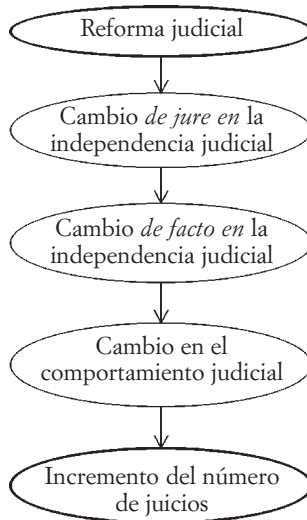 Reforma judicial
Cambio de jure en la
independencia judicial
Cambio de facto en la
independencia judicial
Cambio en el
comportamiento judicial
Incremento del número
de juicios